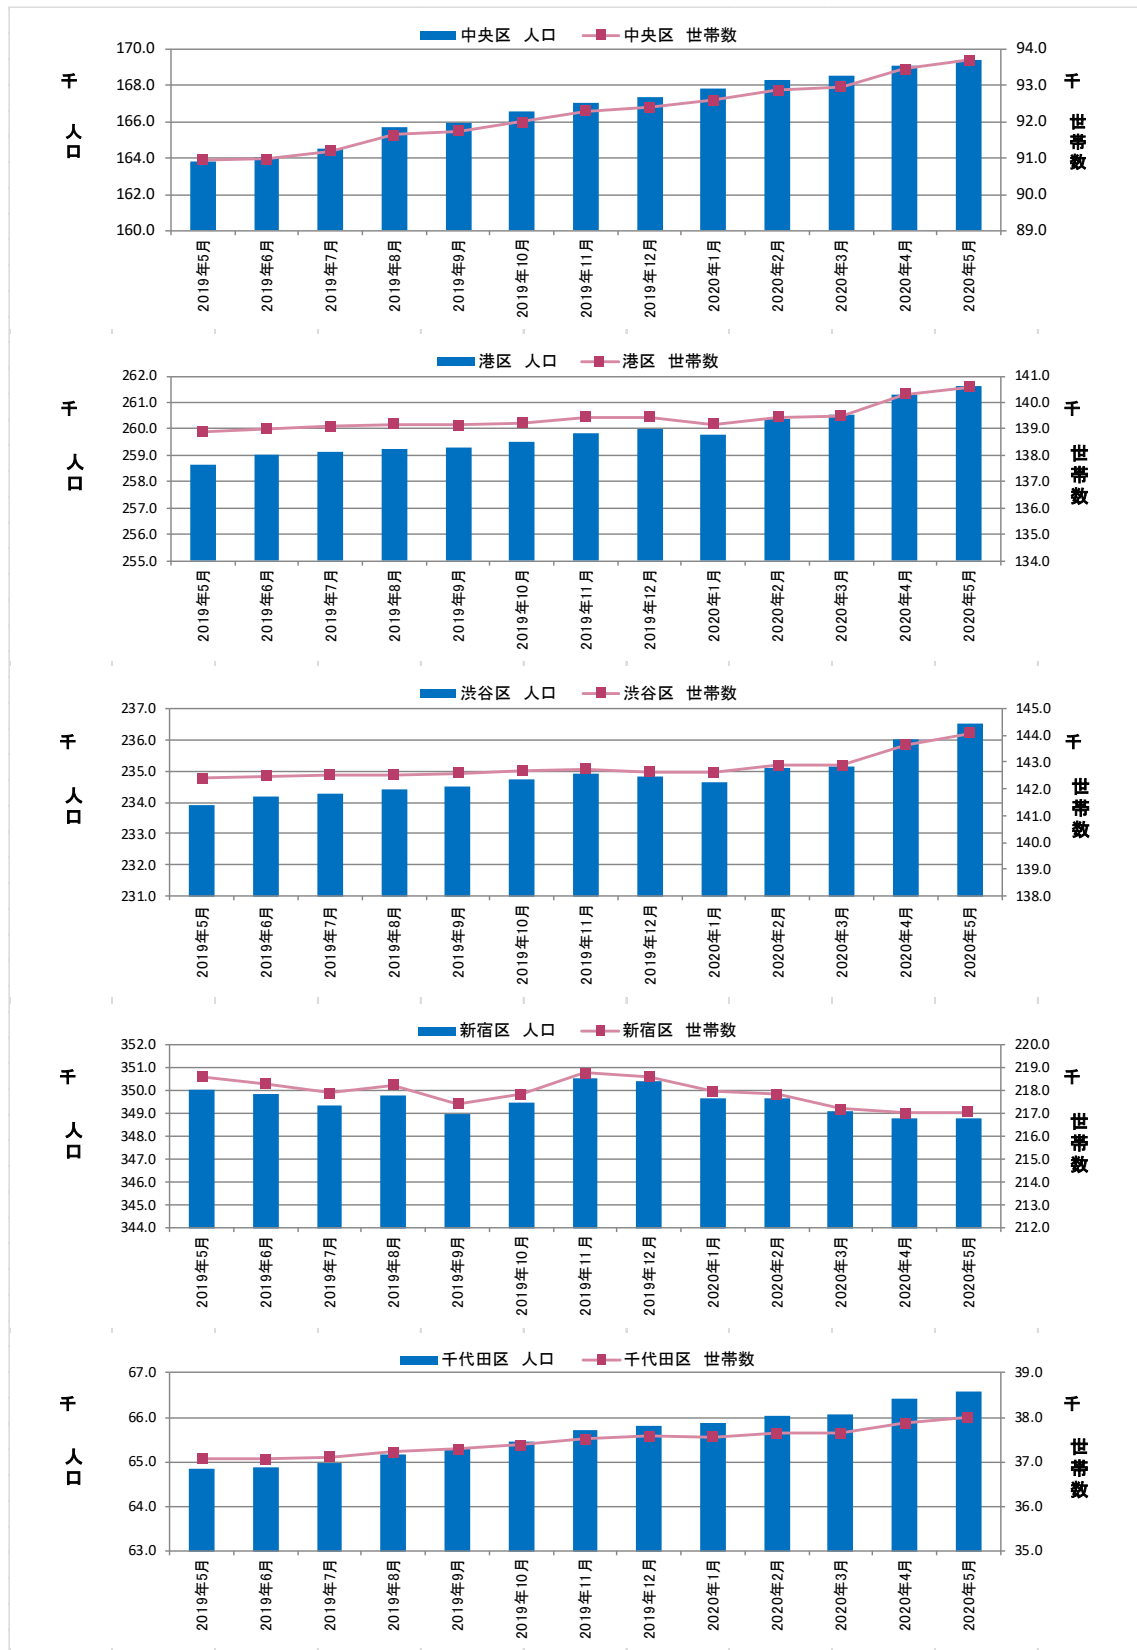 中央区　人口　中央区　世帯数
千　人口
170.0
168.0
166.0
164.0
162.0
160.0
94.0
93.0
92.0
91.0
90.0
89.0
千　世帯数
2019年5月
2019年6月
2019年7月
2019年8月
2019年9月
2019年10月
2019年11月
2019年12月
2020年1月
2020年2月
2020年3月
2020年4月
2020年5月
港区　人口　港区　世帯数
千　人口
262.0
261.0
260.0
259.0
258.0
257.0
256.0
255.0
141.0
140.0
139.0
138.0
137.0
136.0
135.0
134.0
千　世帯数
2019年5月
2019年6月
2019年7月
2019年8月
2019年9月
2019年10月
2019年11月
2019年12月
2020年1月
2020年2月
2020年3月
2020年4月
2020年5月
渋谷区　人口　渋谷区　世帯数
千　人口
237.0
236.0
235.0
234.0
233.0
232.0
231.0
145.0
144.0
143.0
142.0
141.0
140.0
139.0
138.0
千　世帯数
2019年5月
2019年6月
2019年7月
2019年8月
2019年9月
2019年10月
2019年11月
2019年12月
2020年1月
2020年2月
2020年3月
2020年4月
2020年5月
新宿区　人口　新宿区　世帯数
千　人口
352.0
351.0
350.0
349.0
348.0
347.0
346.0
345.0
344.0
220.0
219.0
218.0
217.0
216.0
215.0
214.0
213.0
212.0
千　世帯数
2019年5月
2019年6月
2019年7月
2019年8月
2019年9月
2019年10月
2019年11月
2019年12月
2020年1月
2020年2月
2020年3月
2020年4月
2020年5月
千代田区　人口　千代田区　世帯数
千　人口
67.0
66.0
65.0
64.0
63.0
39.0
38.0
37.0
36.0
35.0
千　世帯数
2019年5月
2019年6月
2019年7月
2019年8月
2019年9月
2019年10月
2019年11月
2019年12月
2020年1月
2020年2月
2020年3月
2020年4月
2020年5月